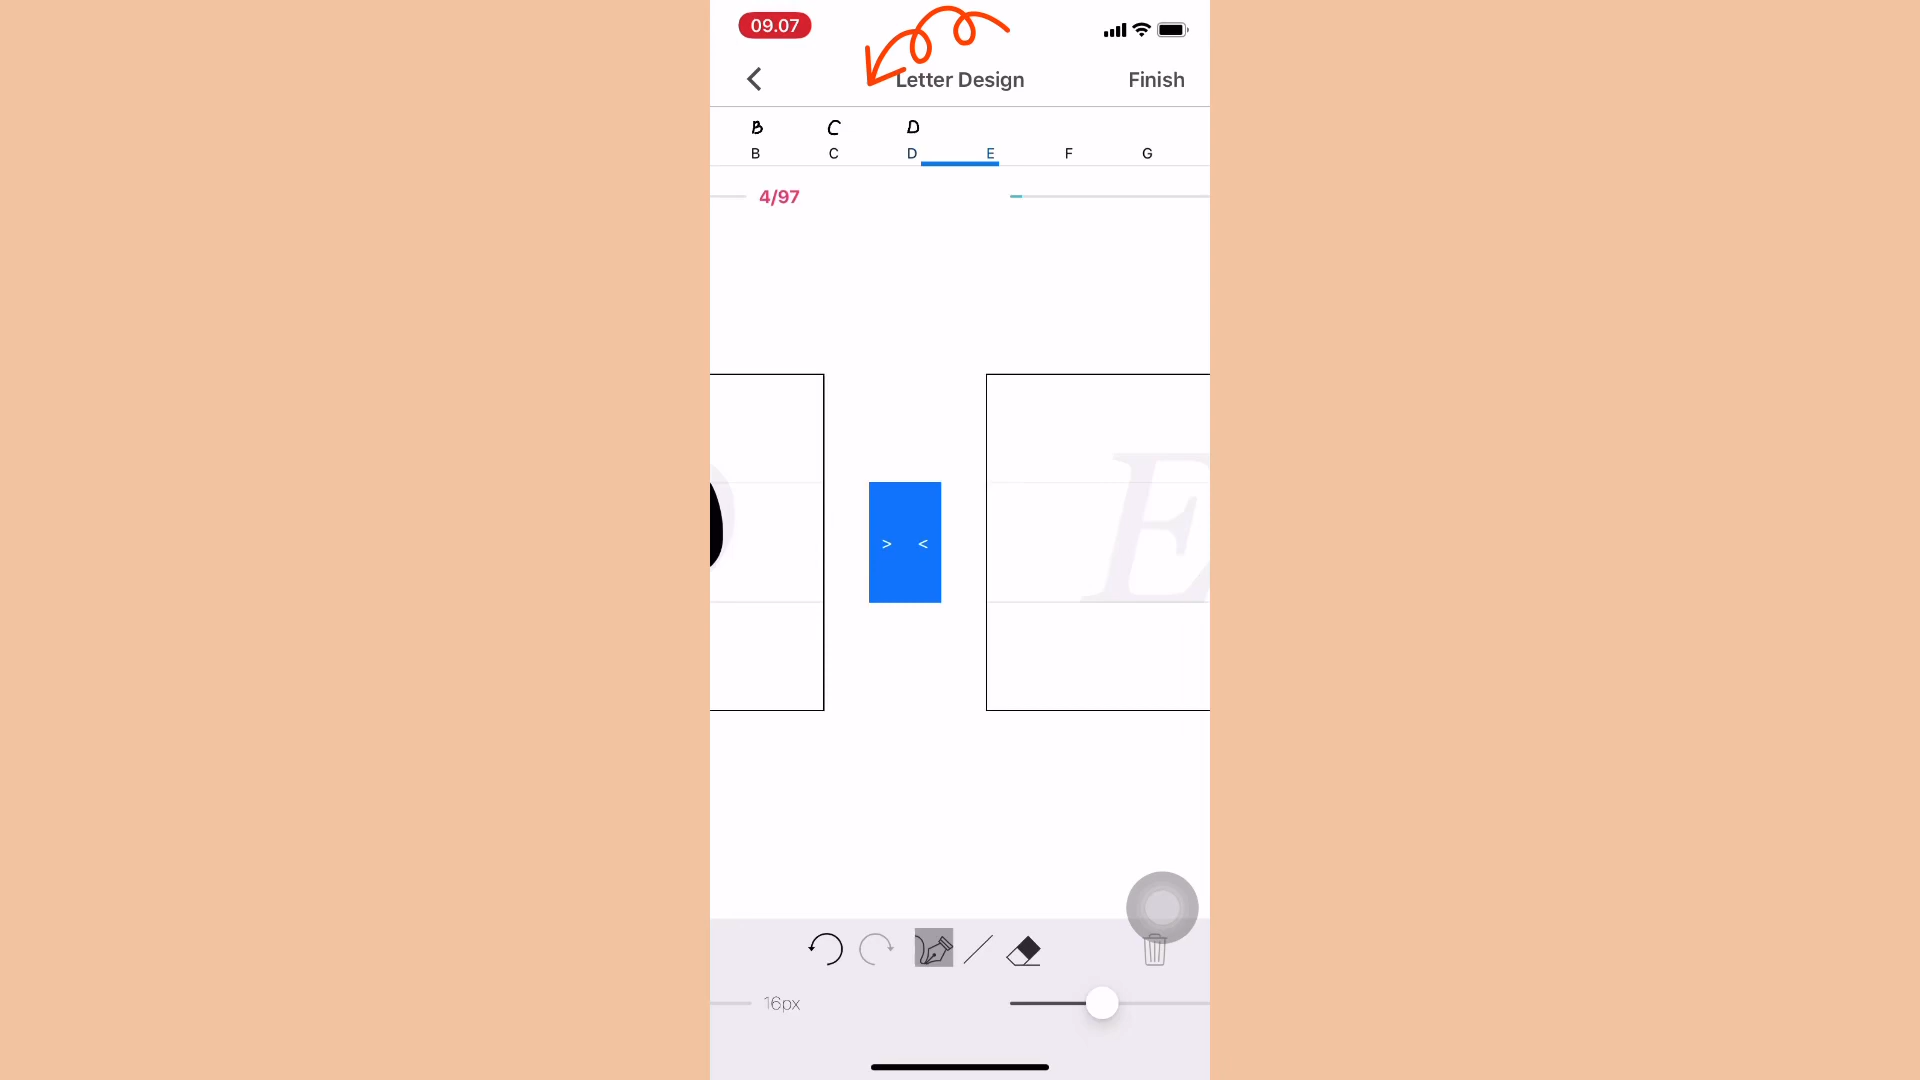 09.07
Letter Design Finish
B C D
B C D E F G
4/97
E
> <
16px